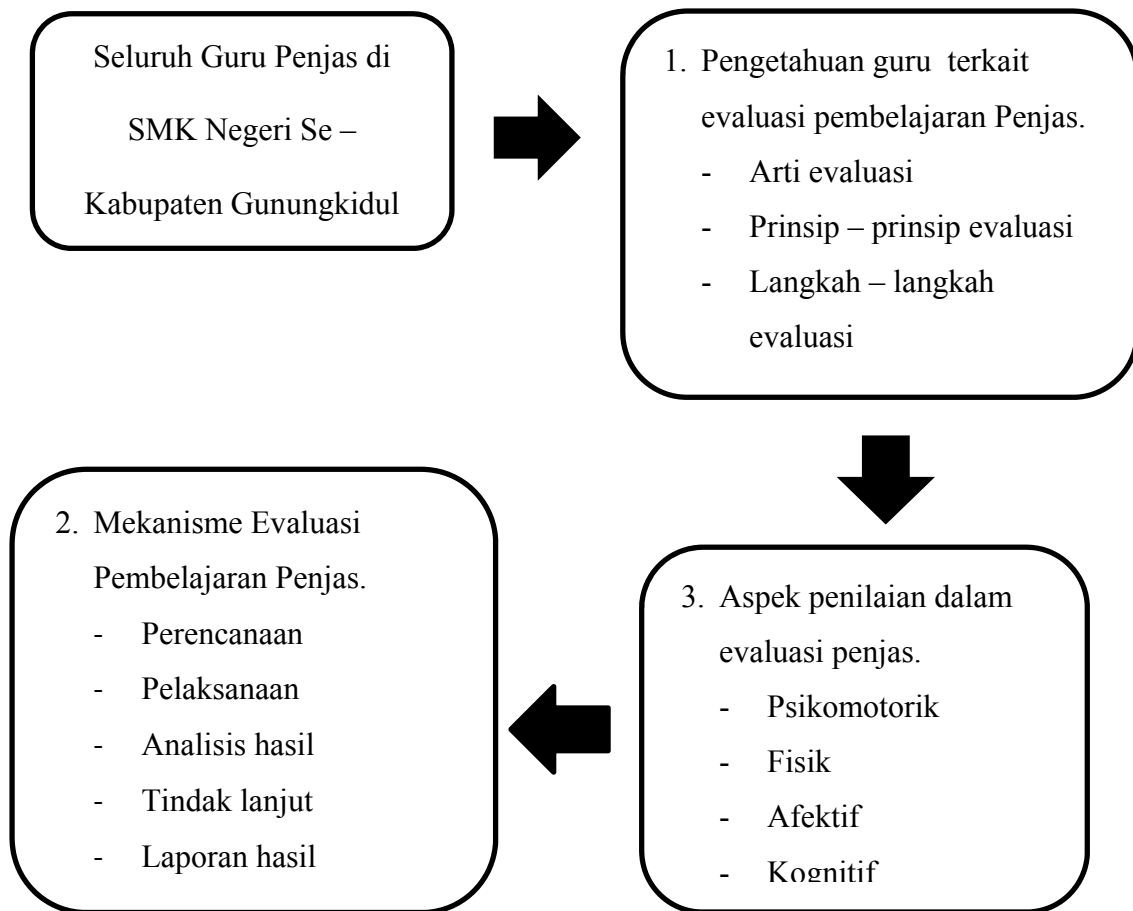 Seluruh Guru Penjas di
SMK Negeri Se –
Kabupaten Gunungkidul
1. Pengetahuan guru terkait
evaluasi pembelajaran Penjas.
- Arti evaluasi
- Prinsip – prinsip evaluasi
- Langkah – langkah
evaluasi
3. Aspek penilaian dalam
evaluasi penjas.
- Psikomotorik
- Fisik
- Afektif
- Kognitif
2. Mekanisme Evaluasi
Pembelajaran Penjas.
- Perencanaan
- Pelaksanaan
- Analisis hasil
- Tindak lanjut
- Laporan hasil